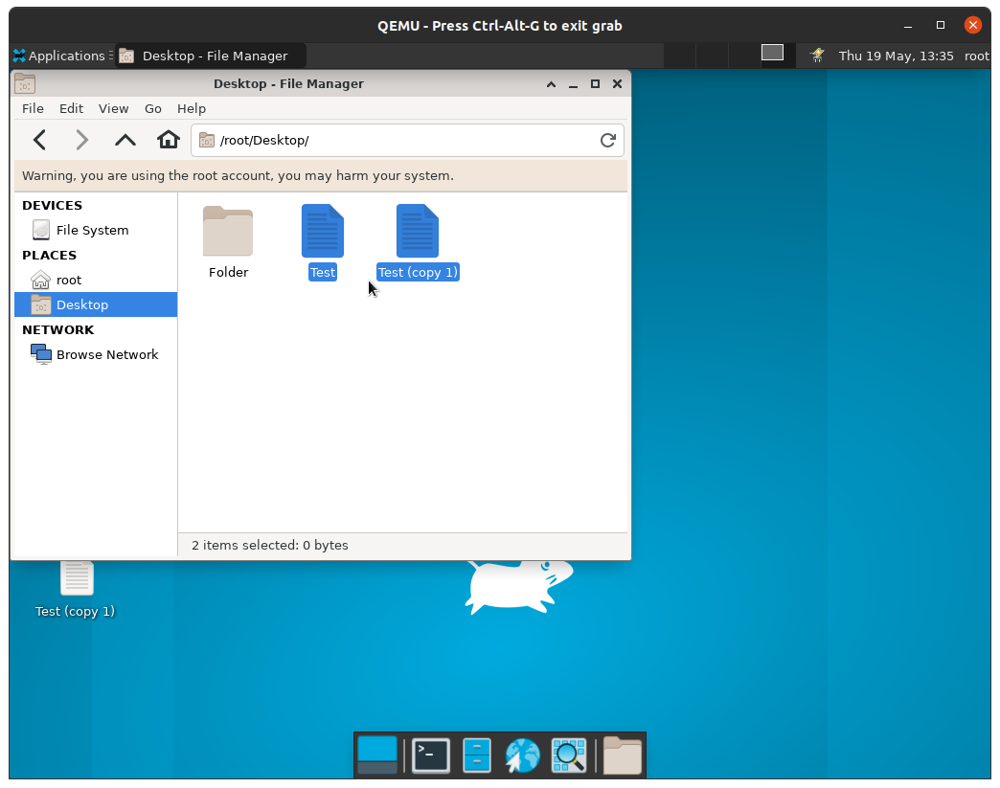 QEMU - Press Ctrl-Alt-G to exit grab
Applications Desktop - File Manager Thu 19 May, 13:35 root
Desktop - File Manager
File Edit View Go Help
/root/Desktop/
Warning, you are using the root account, you may harm your system.
DEVICES
File System
PLACES
root
Desktop
NETWORK
Browse Network
Folder Test Test (copy 1)
2 items selected: 0 bytes
Test (copy 1)
>_